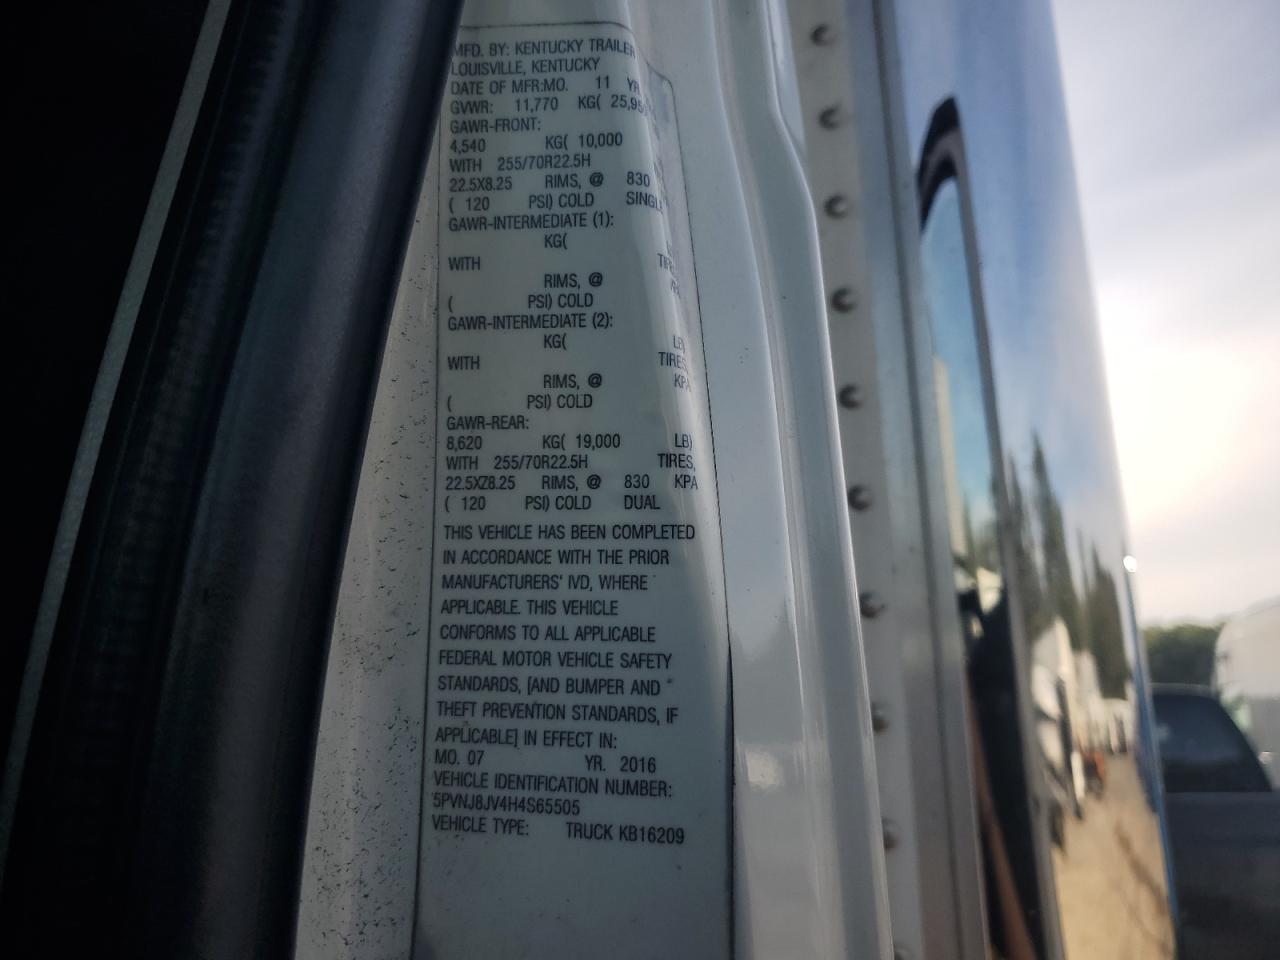 MFD. BY: KENTUCKY TRAILER
LOUISVILLE, KENTUCKY
DATE OF MFR:MO. 11 YR.
GVWR: 11,770 KG(
GAWR-FRONT:
4,540 KG( 10,000
WITH 255/70R22.5H
22.5X8.25 RIMS, @ 830
( 120 PSI) COLD SINGLE
GAWR-INTERMEDIATE (1):
KG(
WITH TIRES,
RIMS, @
( PSI) COLD
GAWR-INTERMEDIATE (2):
KG( LB)
WITH TIRES,
RIMS, @ KPA
( PSI) COLD
GAWR-REAR:
8,620 KG( 19,000 LB)
WITH 255/70R22.5H TIRES,
22.5XZ8.25 RIMS, @ 830 KPA
( 120 PSI) COLD DUAL
THIS VEHICLE HAS BEEN COMPLETED
IN ACCORDANCE WITH THE PRIOR
MANUFACTURERS' IVD, WHERE
APPLICABLE. THIS VEHICLE
CONFORMS TO ALL APPLICABLE
FEDERAL MOTOR VEHICLE SAFETY
STANDARDS, [AND BUMPER AND
THEFT PREVENTION STANDARDS, IF
APPLICABLE] IN EFFECT IN:
MO. 07 YR. 2016
VEHICLE IDENTIFICATION NUMBER:
5PVNJ8JV4H4S65505
VEHICLE TYPE: TRUCK KB16209